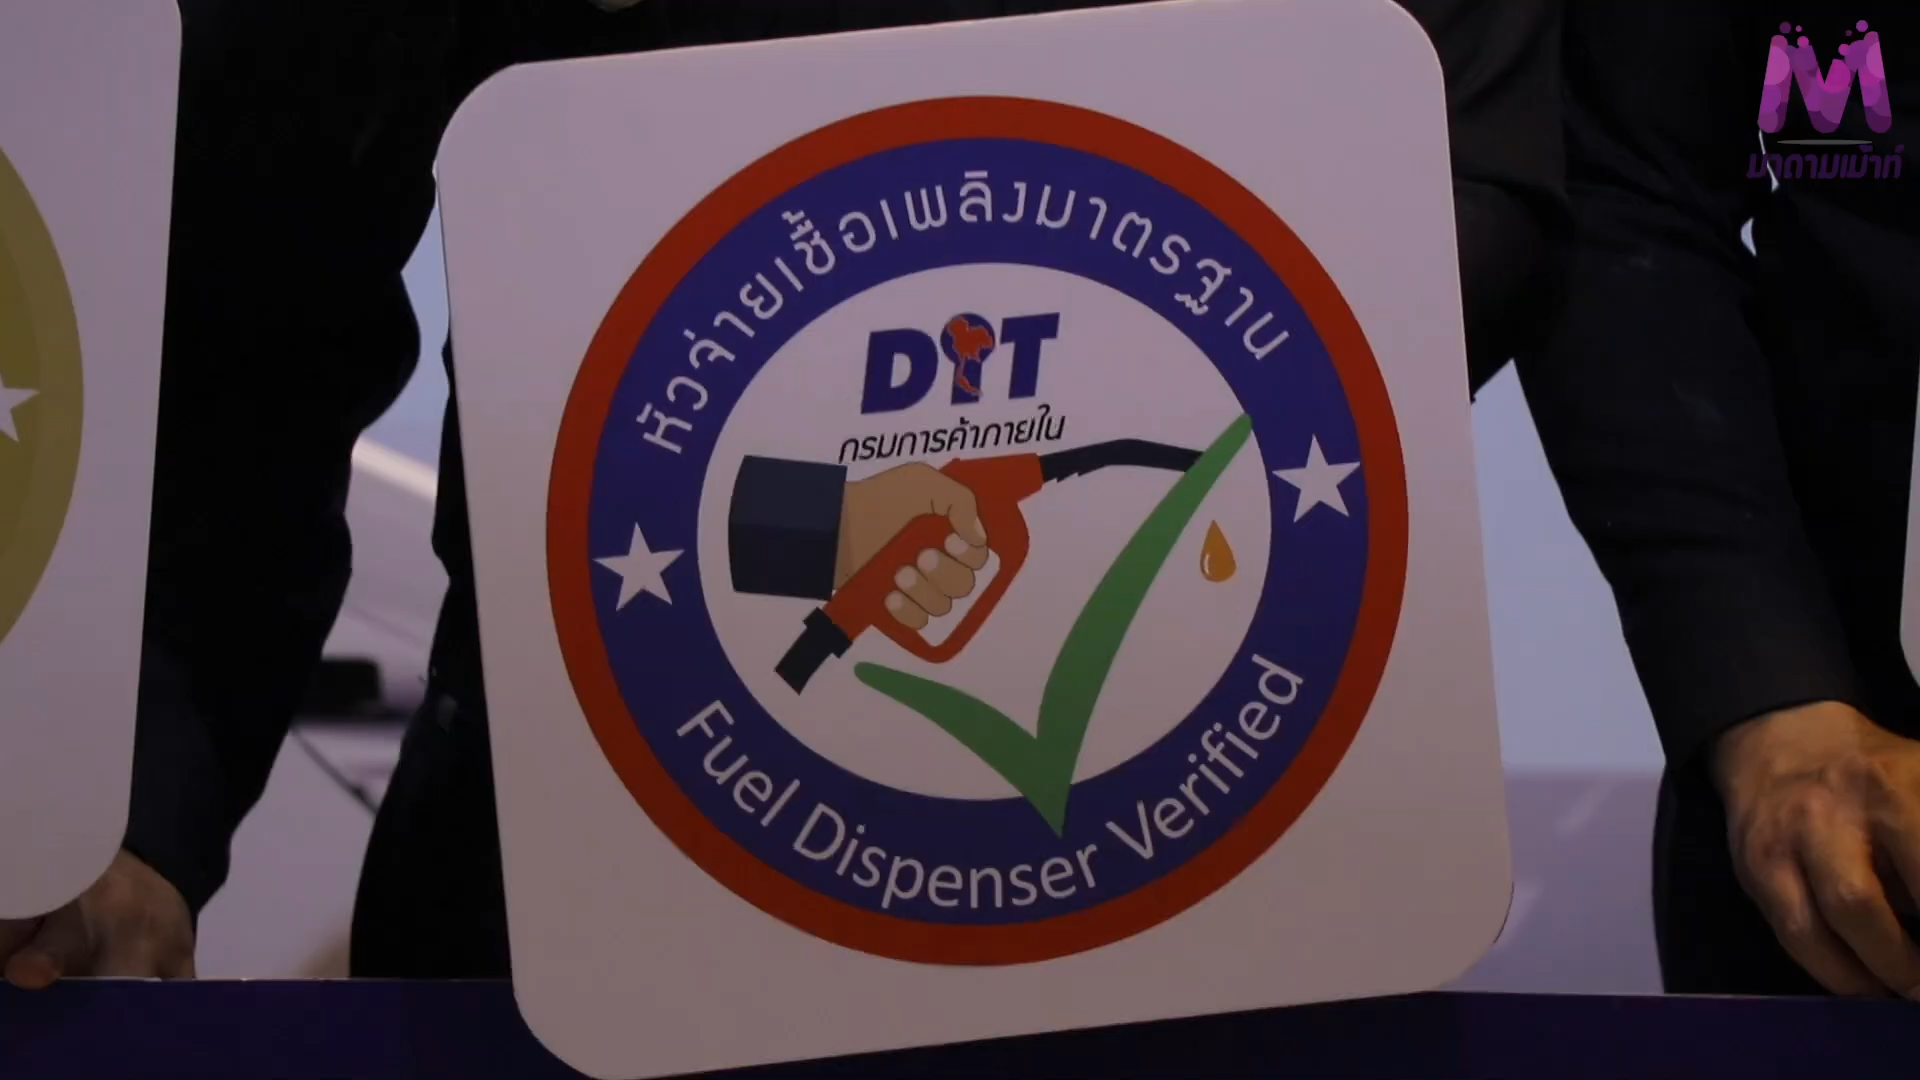 มาดามเม้าท์
หัวจ่ายเชื้อเพลิงมาตรฐาน
DIT
กรมการค้าภายใน
Fuel Dispenser Verified